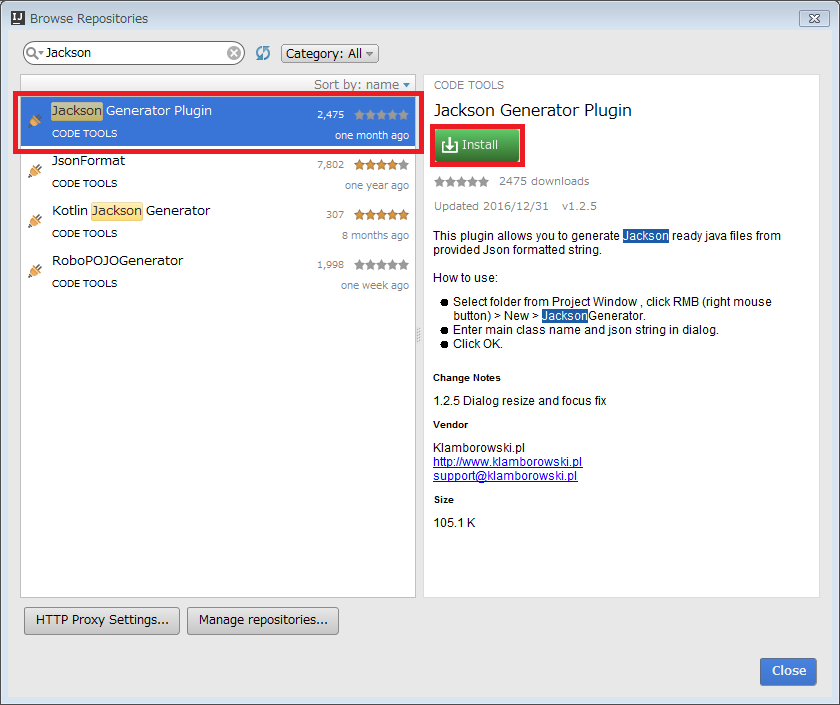 Browse Repositories
Jackson
Category: All
Sort by: name
Jackson Generator Plugin
2,475
CODE TOOLS
one month ago
JsonFormat
7,802
CODE TOOLS
one year ago
Kotlin Jackson Generator
307
CODE TOOLS
8 months ago
RoboPOJOGenerator
1,998
CODE TOOLS
one week ago
CODE TOOLS
Jackson Generator Plugin
Install
2475 downloads
Updated 2016/12/31 v1.2.5
This plugin allows you to generate Jackson ready java files from
provided Json formatted string.
How to use:
Select folder from Project Window , click RMB (right mouse
button) > New > JacksonGenerator.
Enter main class name and json string in dialog.
Click OK.
Change Notes
1.2.5 Dialog resize and focus fix
Vendor
Klamborowski.pl
http://www.klamborowski.pl
support@klamborowski.pl
Size
105.1 K
HTTP Proxy Settings...
Manage repositories...
Close